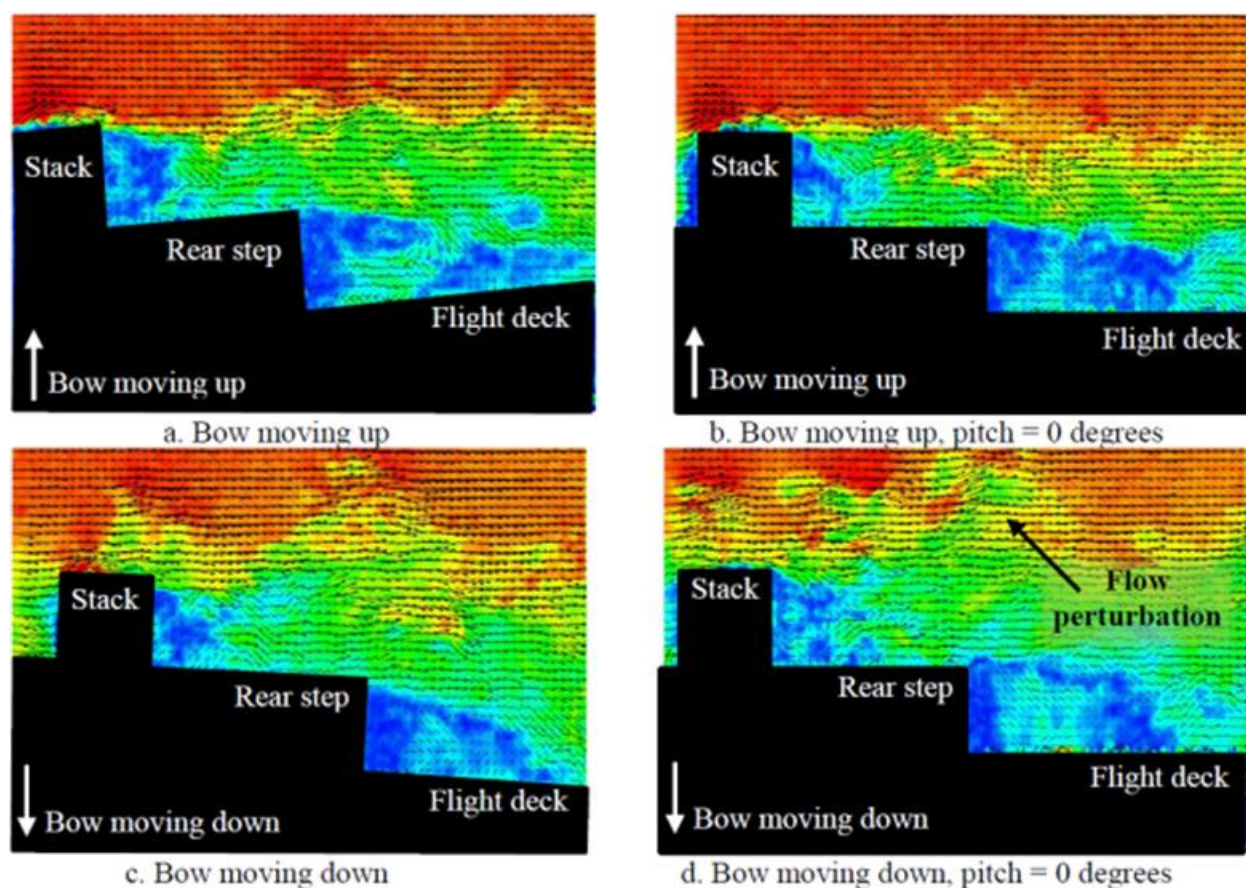 Stack
Rear step
Flight deck
Bow moving up
a. Bow moving up
Stack
Rear step
Flight deck
Bow moving up
b. Bow moving up, pitch = 0 degrees
Stack
Rear step
Flight deck
Bow moving down
c. Bow moving down
Stack
Flow
perturbation
Rear step
Flight deck
Bow moving down
d. Bow moving down, pitch = 0 degrees